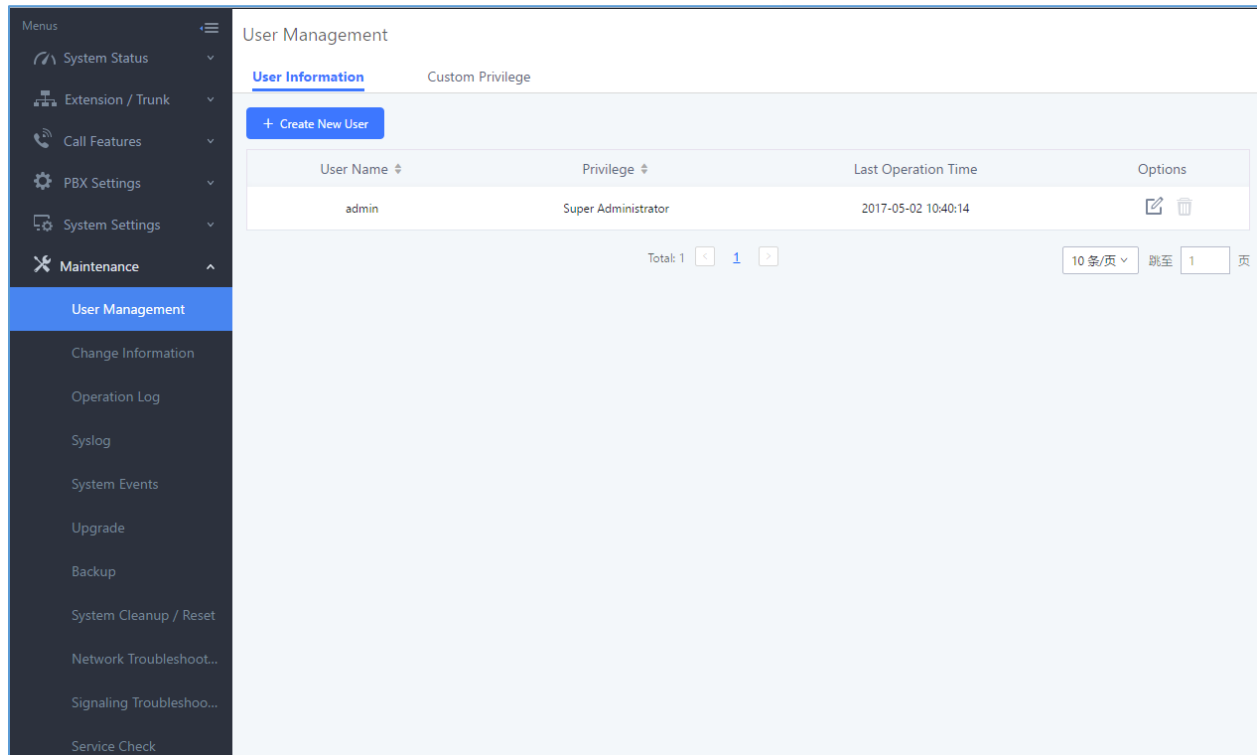 Menus
System Status
Extension / Trunk
Call Features
PBX Settings
System Settings
Maintenance
User Management
Change Information
Operation Log
Syslog
System Events
Upgrade
Backup
System Cleanup / Reset
Network Troubleshoot...
Signaling Troubleshoo...
Service Check
User Management
User Information Custom Privilege
+ Create New User
User Name Privilege Last Operation Time Options
admin Super Administrator 2017-05-02 10:40:14
Total: 1 < 1 > 10 条/页 跳至 1 页